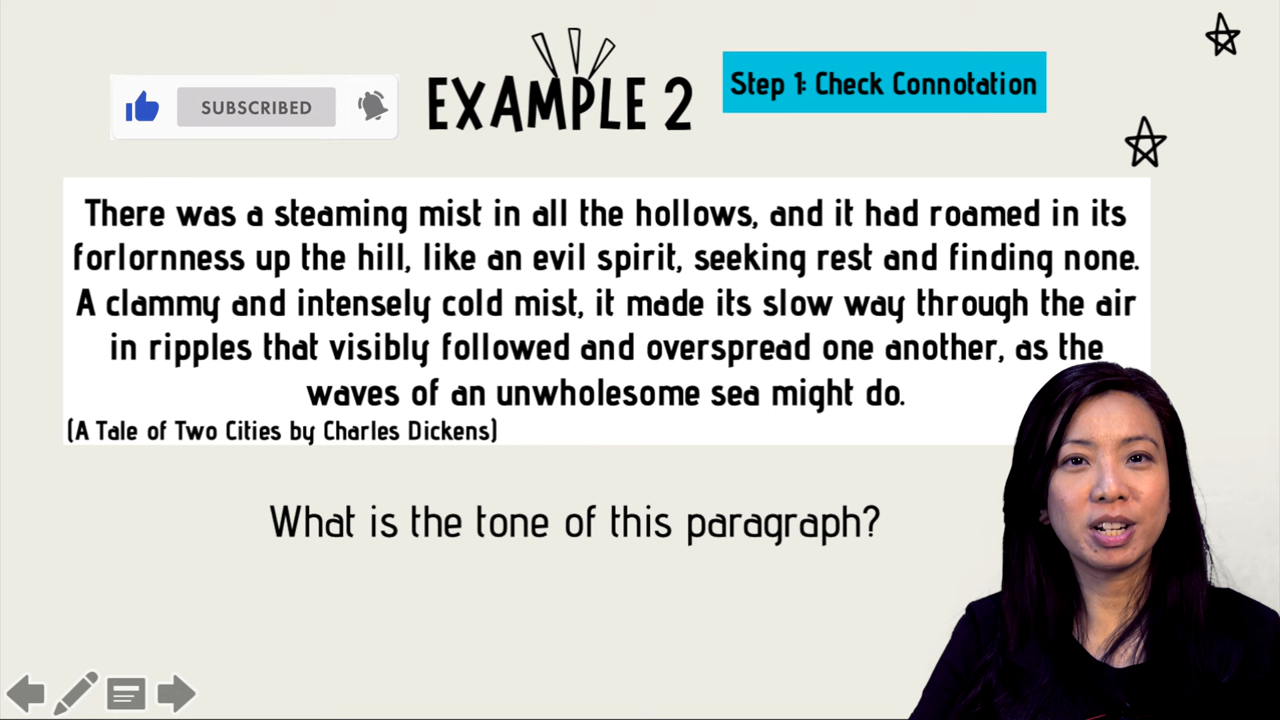 SUBSCRIBED
EXAMPLE 2
Step 1: Check Connotation
There was a steaming mist in all the hollows, and it had roamed in its
forlornness up the hill, like an evil spirit, seeking rest and finding none.
A clammy and intensely cold mist, it made its slow way through the air
in ripples that visibly followed and overspread one another, as the
waves of an unwholesome sea might do.
(A Tale of Two Cities by Charles Dickens)
What is the tone of this paragraph?